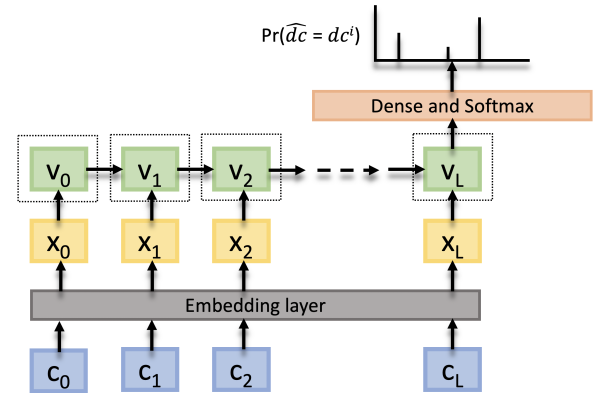 Pr(d̂c = dcⁱ)
Dense and Softmax
v₀ v₁ v₂ v_L
x₀ x₁ x₂ x_L
Embedding layer
c₀ c₁ c₂ c_L